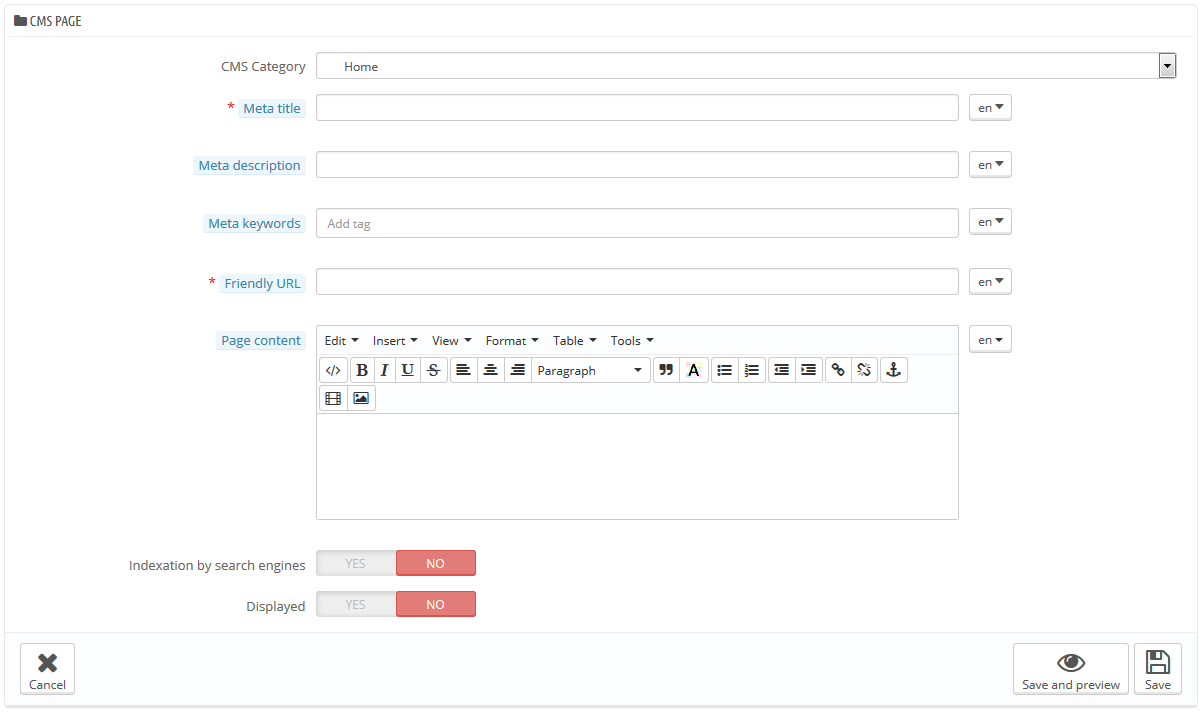 CMS PAGE
CMS Category Home
* Meta title en
Meta description en
Meta keywords Add tag en
* Friendly URL en
Page content Edit Insert View Format Table Tools en
</> B I U S Paragraph A
Indexation by search engines YES NO
Displayed YES NO
Cancel Save and preview Save